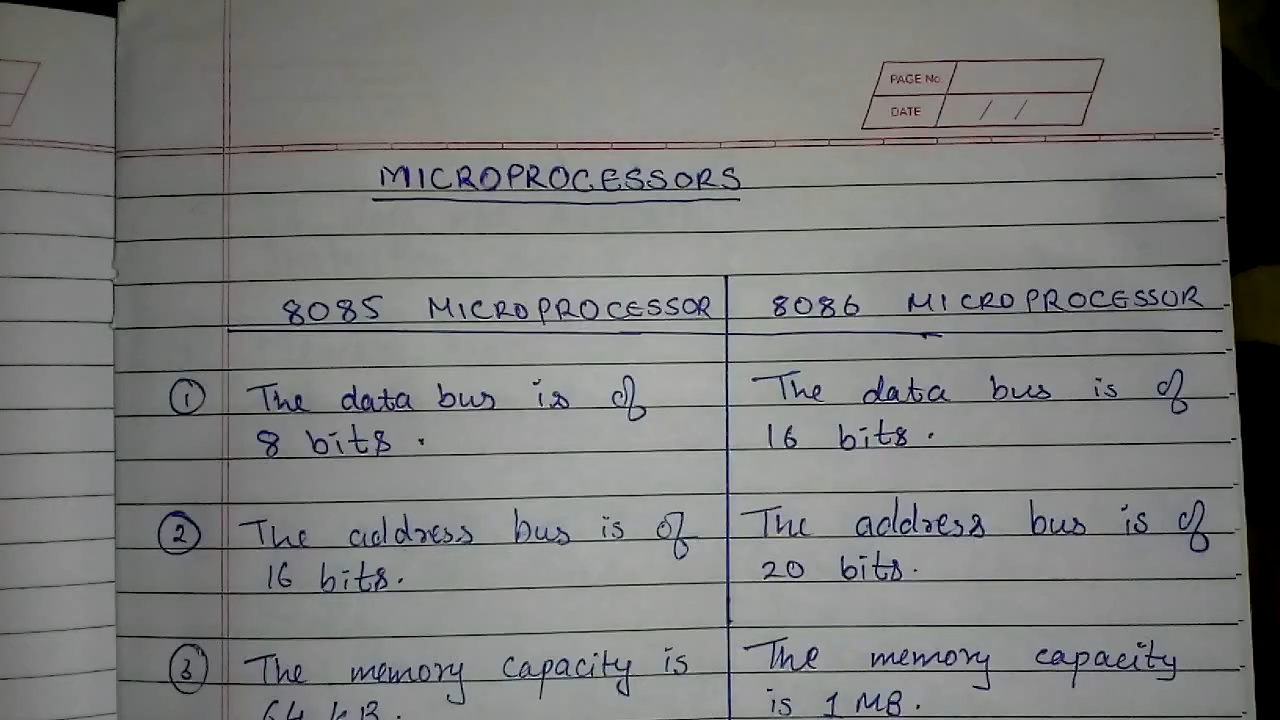 PAGE No.
DATE / /
MICROPROCESSORS
8085 MICROPROCESSOR
8086 MICROPROCESSOR
① The data bus is of
8 bits.
The data bus is of
16 bits.
② The address bus is of
16 bits.
The address bus is of
20 bits.
③ The memory capacity is
64 kB.
The memory capacity
is 1 MB.